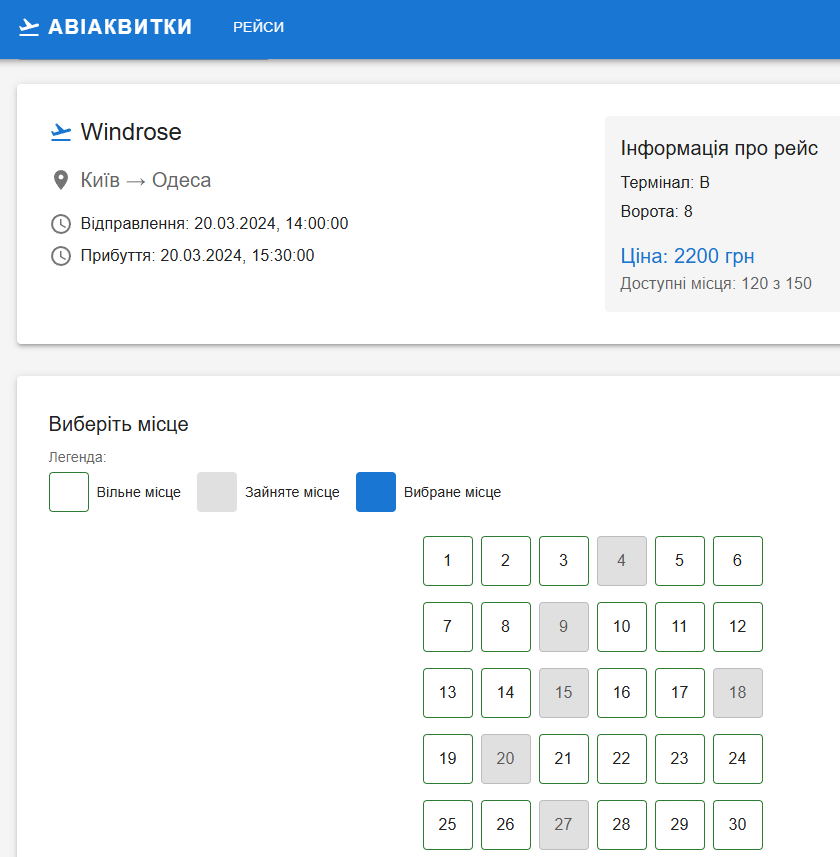 АВІАКВИТКИ РЕЙСИ
Windrose
Київ → Одеса
Відправлення: 20.03.2024, 14:00:00
Прибуття: 20.03.2024, 15:30:00
Інформація про рейс
Термінал: B
Ворота: 8
Ціна: 2200 грн
Доступні місця: 120 з 150
Виберіть місце
Легенда:
Вільне місце Зайняте місце Вибране місце
1 2 3 4 5 6
7 8 9 10 11 12
13 14 15 16 17 18
19 20 21 22 23 24
25 26 27 28 29 30